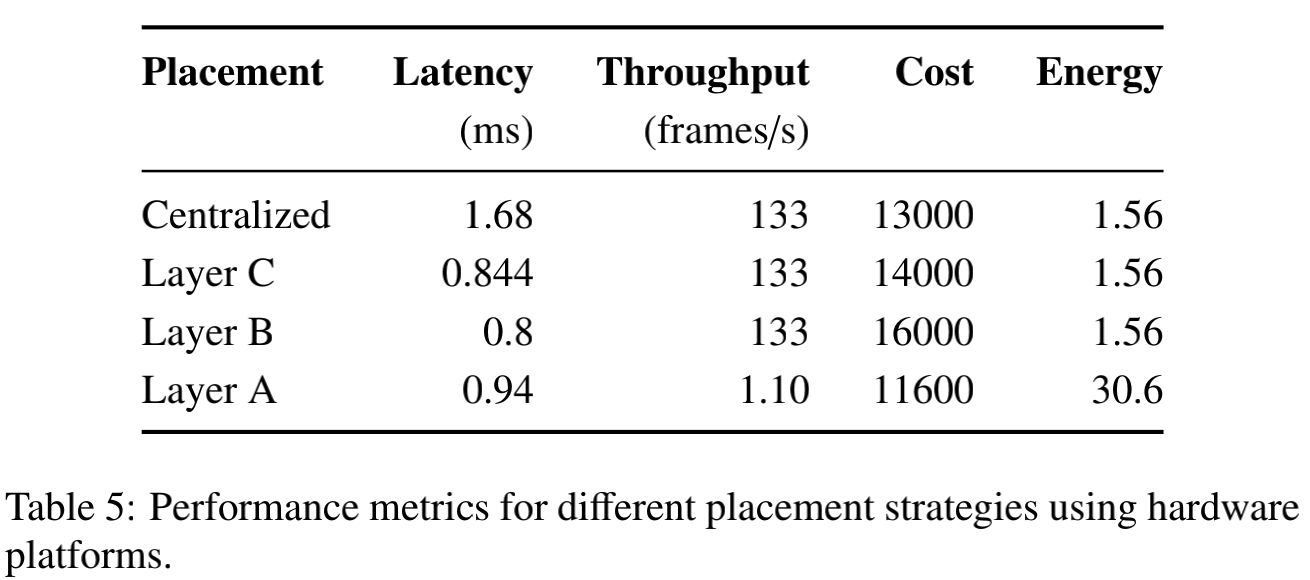 Placement Latency Throughput Cost Energy
(ms) (frames/s)
Centralized 1.68 133 13000 1.56
Layer C 0.844 133 14000 1.56
Layer B 0.8 133 16000 1.56
Layer A 0.94 1.10 11600 30.6
Table 5: Performance metrics for different placement strategies using hardware
platforms.